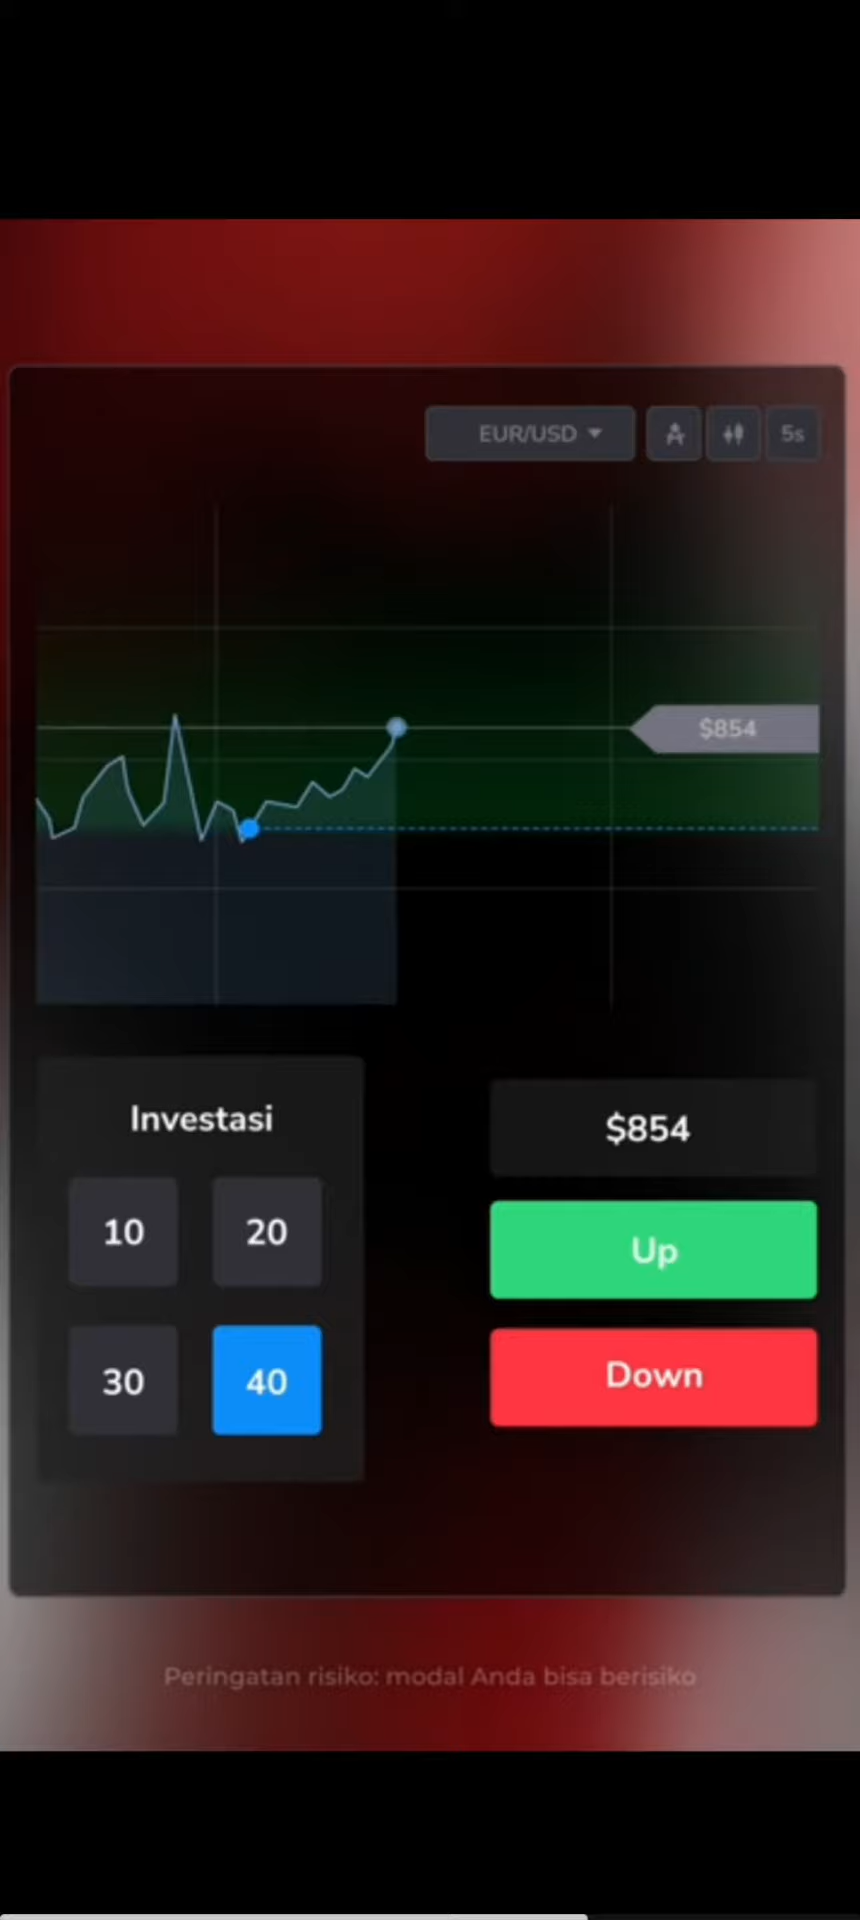 EUR/USD
5s
$854
Investasi
10 20
30 40
$854
Up
Down
Peringatan risiko: modal Anda bisa berisiko